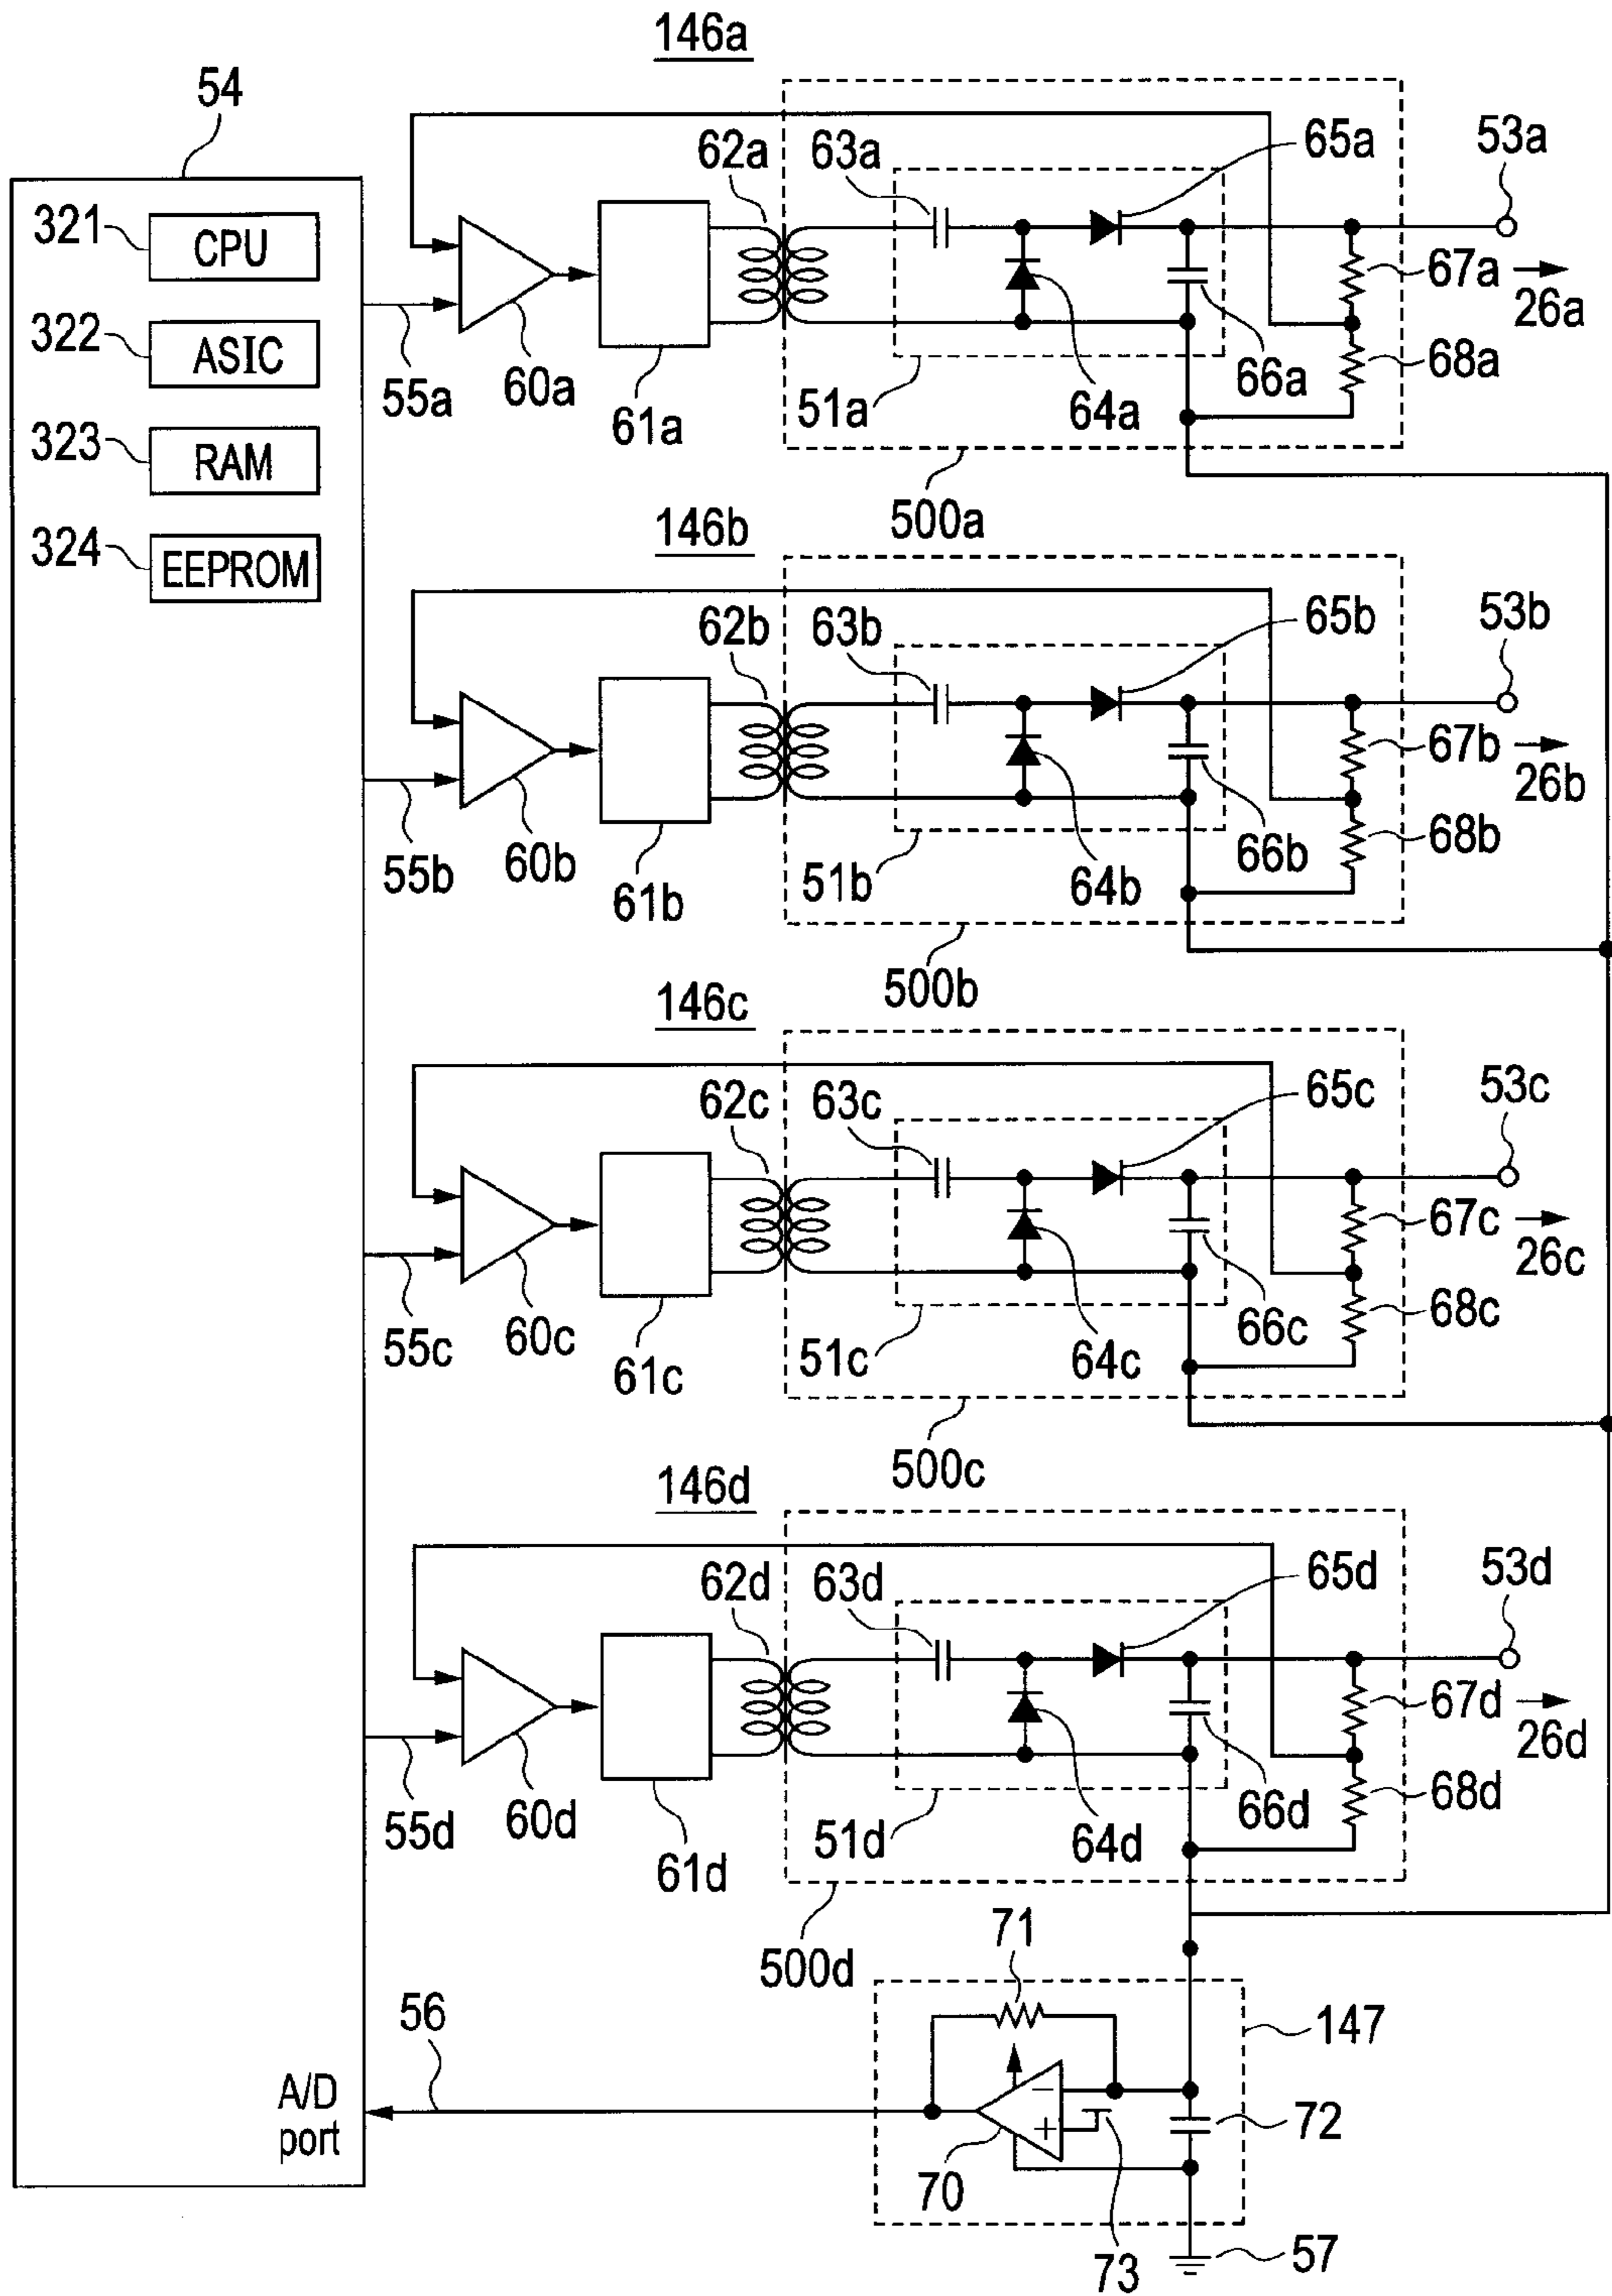 146a
54
62a
63a
65a
53a
321
CPU
67a
26a
322
ASIC
55a
60a
61a
51a
64a
66a
68a
323
RAM
500a
324
EEPROM
146b
62b
63b
65b
53b
67b
26b
55b
60b
61b
51b
64b
66b
68b
500b
146c
62c
63c
65c
53c
67c
26c
55c
60c
61c
51c
64c
66c
68c
500c
146d
62d
63d
65d
53d
67d
26d
55d
60d
61d
51d
64d
66d
68d
500d
71
147
56
A/D
port
−
+
70
72
73
57